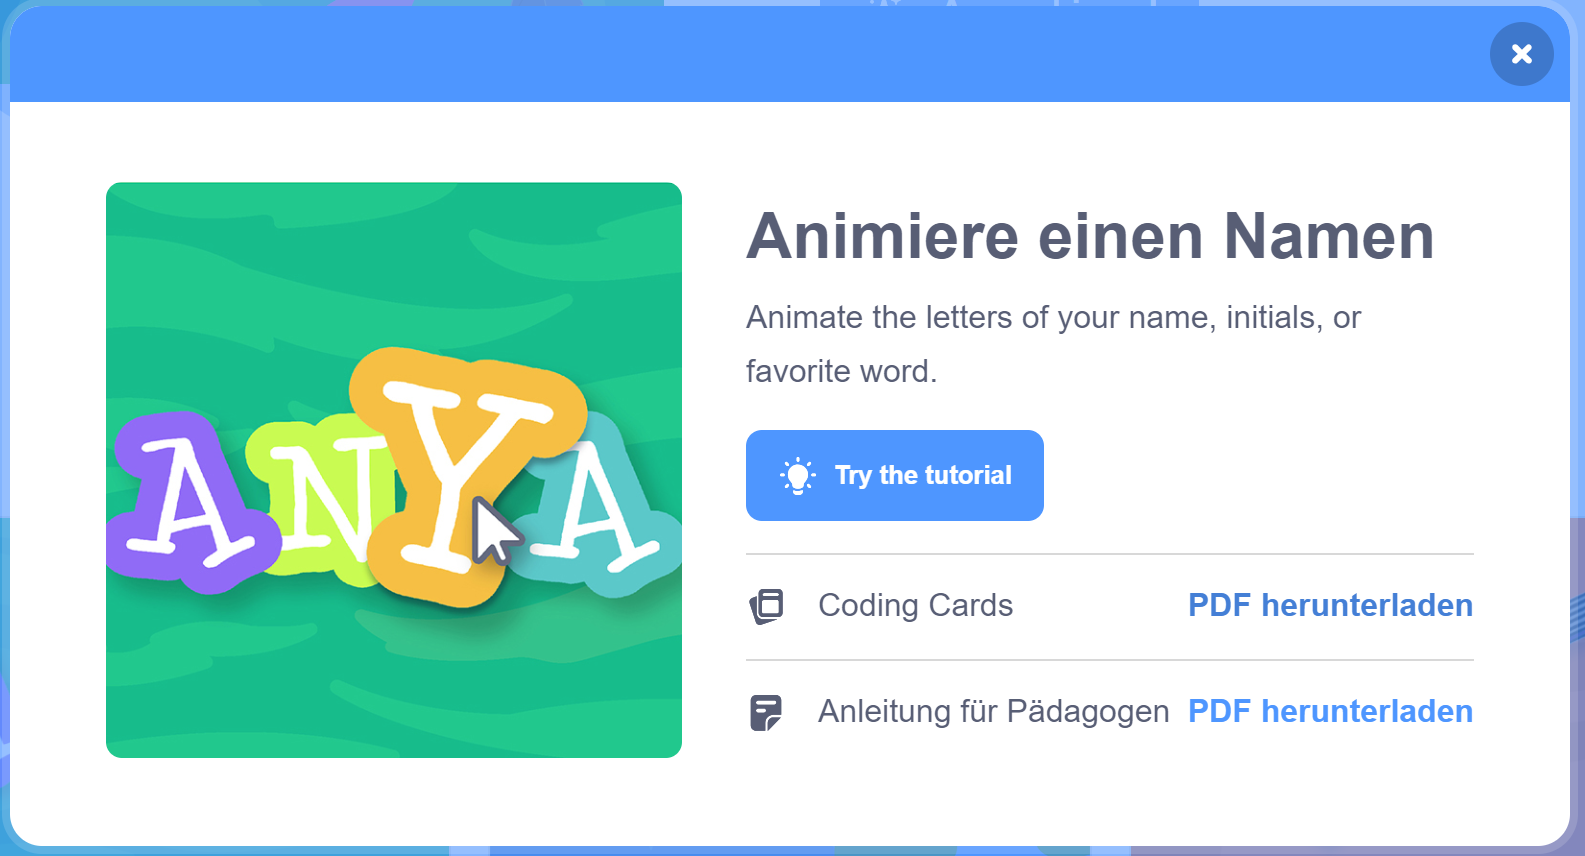 ANYA
Animiere einen Namen
Animate the letters of your name, initials, or
favorite word.
Try the tutorial
Coding Cards PDF herunterladen
Anleitung für Pädagogen PDF herunterladen